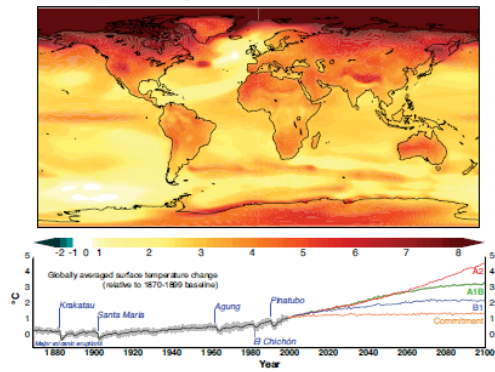 -2 -1 0 1 2 3 4 5 6 7 8
Globally averaged surface temperature change
(relative to 1870-1899 baseline)
5
4
3
2
1
0
°C
Krakatau
Santa Maria
Agung
Pinatubo
El Chichón
Major volcanic eruptions
A2
A1B
B1
Commitment
5
4
3
2
1
0
1880 1900 1920 1940 1960 1980 2000 2020 2040 2060 2080 2100
Year